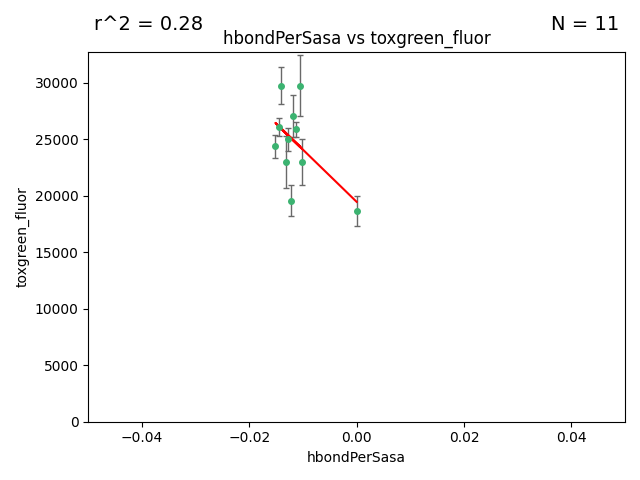 r^2 = 0.28
N = 11
hbondPerSasa vs toxgreen_fluor
toxgreen_fluor
30000
25000
20000
15000
10000
5000
0
−0.04
−0.02
0.00
0.02
0.04
hbondPerSasa